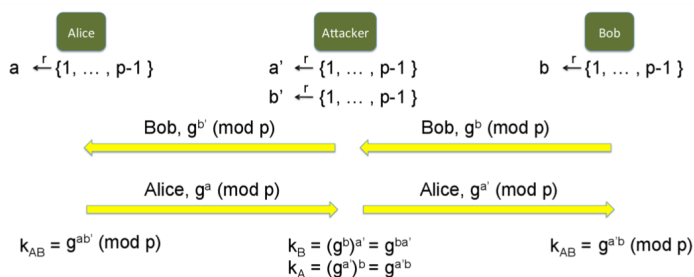 Alice Attacker Bob
a ←r {1, … , p-1 } a’ ←r {1, … , p-1 } b ←r {1, … , p-1 }
b’ ←r {1, … , p-1 }
Bob, g^b’ (mod p) Bob, g^b (mod p)
Alice, g^a (mod p) Alice, g^a’ (mod p)
k_AB = g^ab’ (mod p) k_B = (g^b)^a’ = g^ba’ k_AB = g^a’b (mod p)
k_A = (g^a’)^b = g^a’b